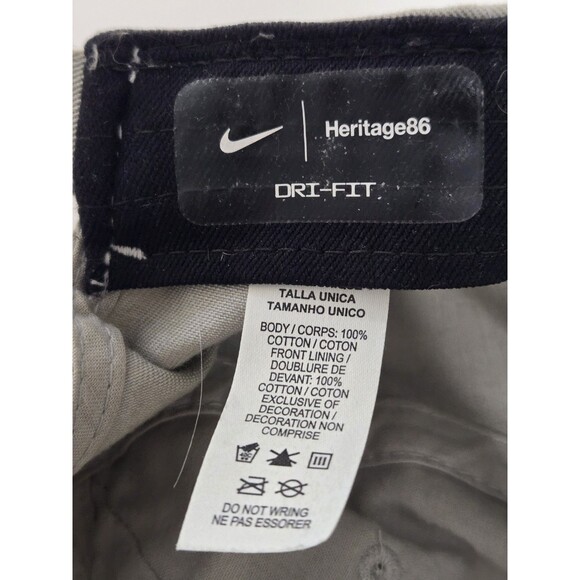 Heritage86
DRI-FIT
TALLA UNICA
TAMANHO UNICO
BODY / CORPS: 100%
COTTON / COTON
FRONT LINING /
DOUBLURE DE
DEVANT: 100%
COTTON / COTON
EXCLUSIVE OF
DECORATION /
DECORATION NON
COMPRISE
DO NOT WRING
NE PAS ESSORER